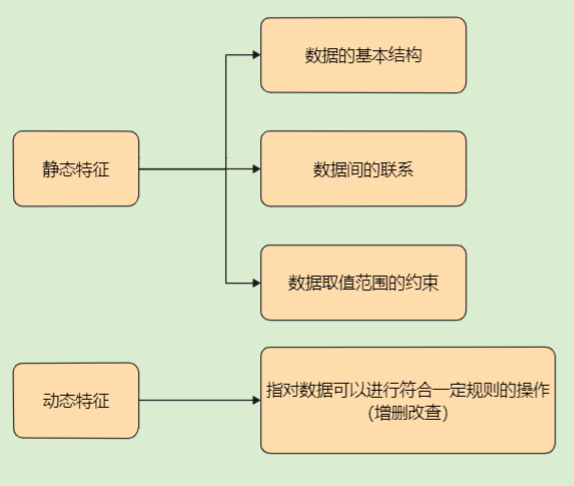 数据的基本结构
静态特征
数据间的联系
数据取值范围的约束
动态特征
指对数据可以进行符合一定规则的操作
（增删改查）